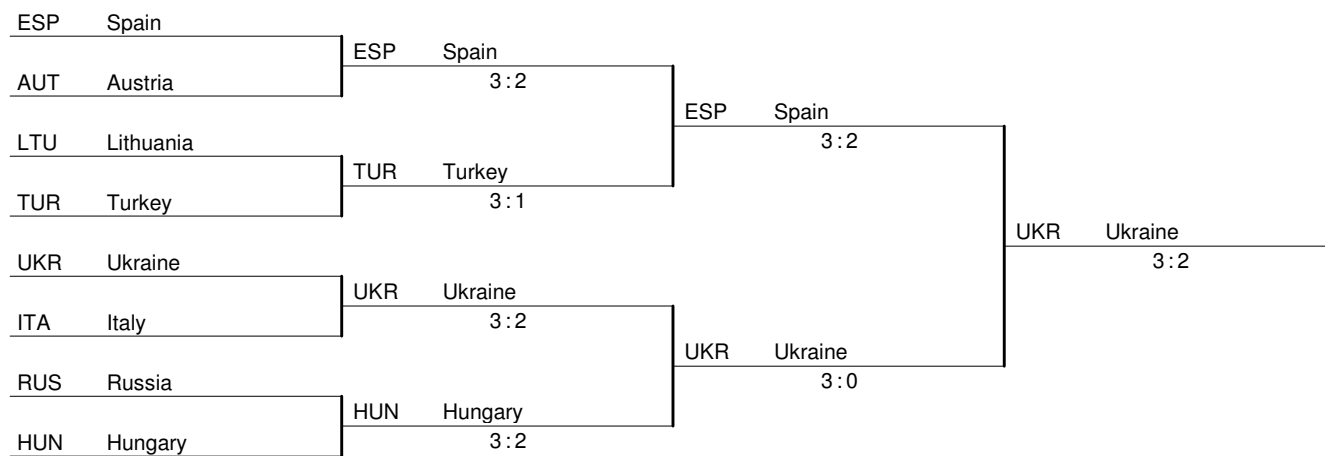 ESP Spain
ESP Spain
AUT Austria
3:2
ESP Spain
LTU Lithuania
3:2
TUR Turkey
TUR Turkey
3:1
UKR Ukraine
UKR Ukraine
3:2
UKR Ukraine
ITA Italy
3:2
UKR Ukraine
RUS Russia
3:0
HUN Hungary
HUN Hungary
3:2